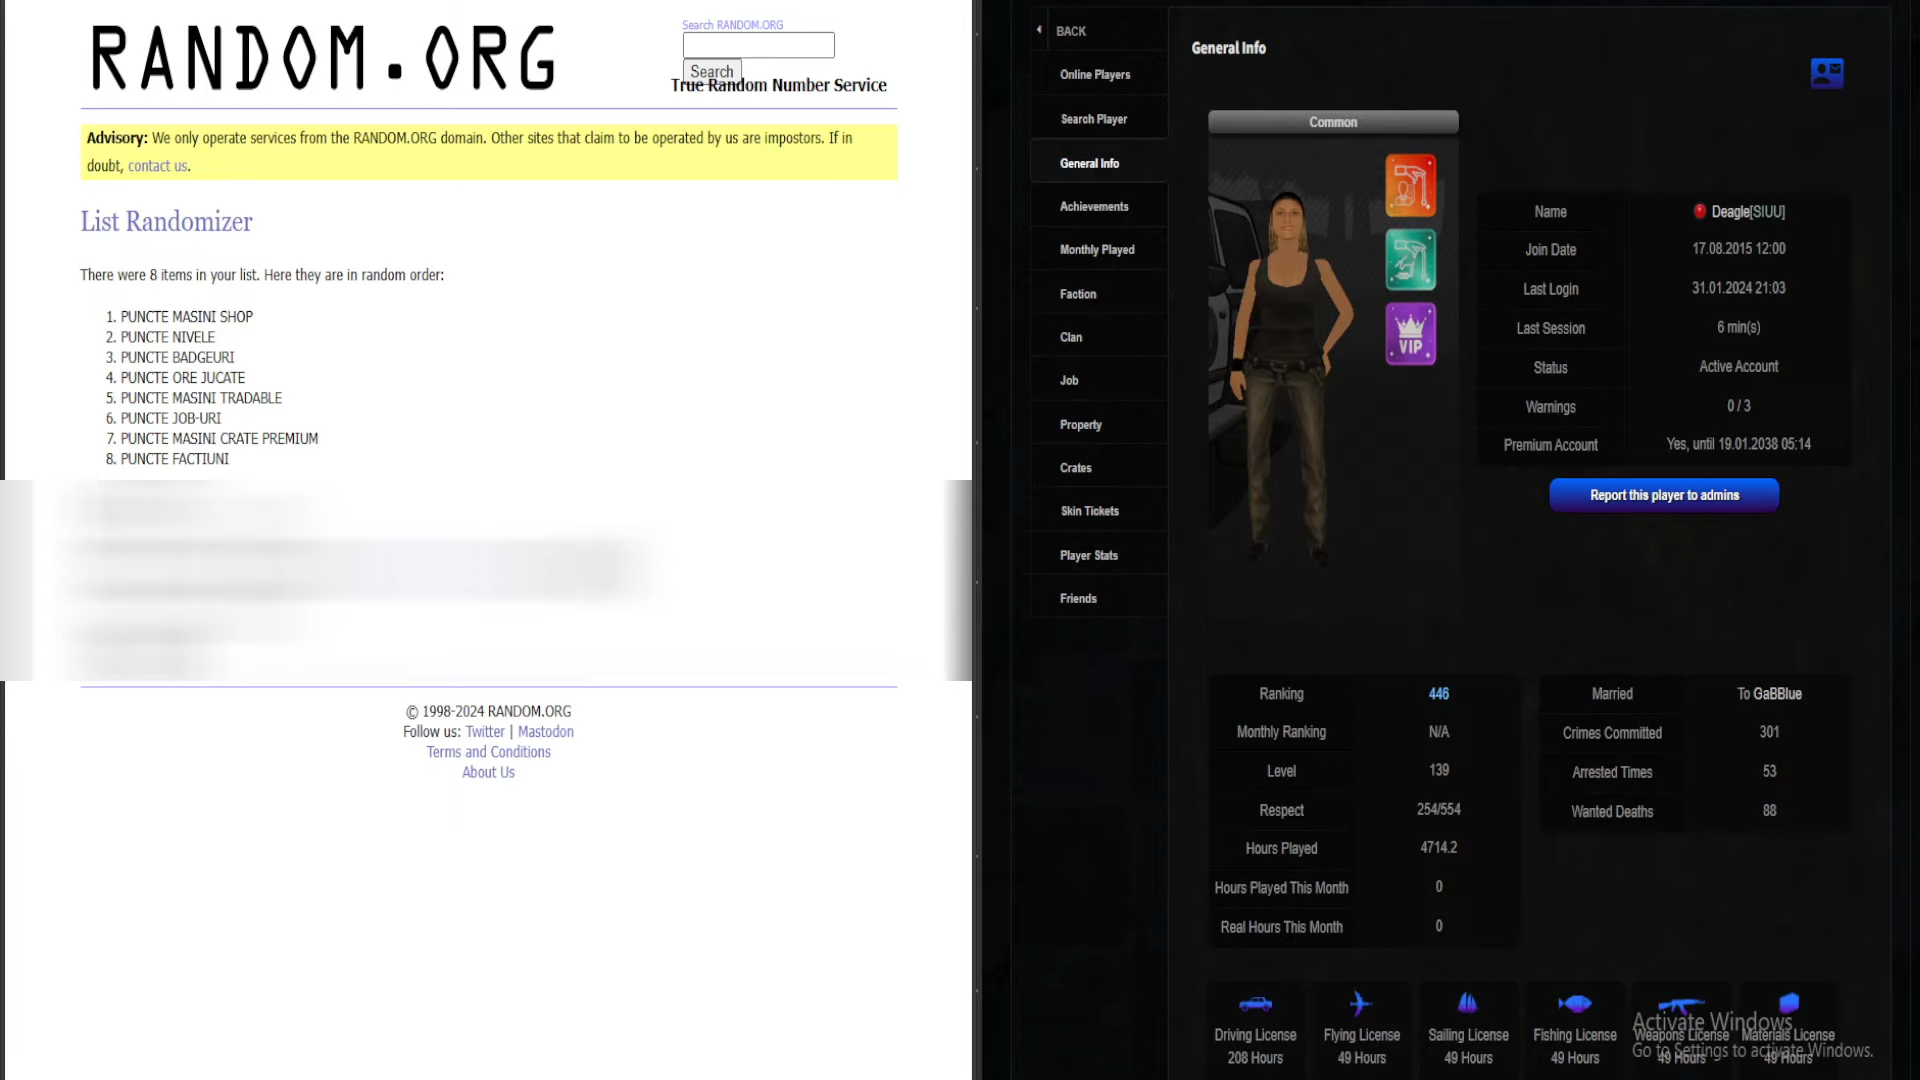 RANDOM.ORG
Search RANDOM.ORG
Search
True Random Number Service
Advisory: We only operate services from the RANDOM.ORG domain. Other sites that claim to be operated by us are impostors. If in
doubt, contact us.
List Randomizer
There were 8 items in your list. Here they are in random order:
1. PUNCTE MASINI SHOP
2. PUNCTE NIVELE
3. PUNCTE BADGEURI
4. PUNCTE ORE JUCATE
5. PUNCTE MASINI TRADABLE
6. PUNCTE JOB-URI
7. PUNCTE MASINI CRATE PREMIUM
8. PUNCTE FACTIUNI
© 1998-2024 RANDOM.ORG
Follow us: Twitter | Mastodon
Terms and Conditions
About Us
BACK
Online Players
Search Player
General Info
Achievements
Monthly Played
Faction
Clan
Job
Property
Crates
Skin Tickets
Player Stats
Friends
General Info
Common
VIP
Name Deagle[SIUU]
Join Date 17.08.2015 12:00
Last Login 31.01.2024 21:03
Last Session 6 min(s)
Status Active Account
Warnings 0 / 3
Premium Account Yes, until 19.01.2038 05:14
Report this player to admins
Ranking 446
Monthly Ranking N/A
Level 139
Respect 254/554
Hours Played 4714.2
Hours Played This Month 0
Real Hours This Month 0
Married To GaBBlue
Crimes Committed 301
Arrested Times 53
Wanted Deaths 88
Driving License
208 Hours
Flying License
49 Hours
Sailing License
49 Hours
Fishing License
49 Hours
Weapons License
49 Hours
Materials License
49 Hours
Activate Windows
Go to Settings to activate Windows.